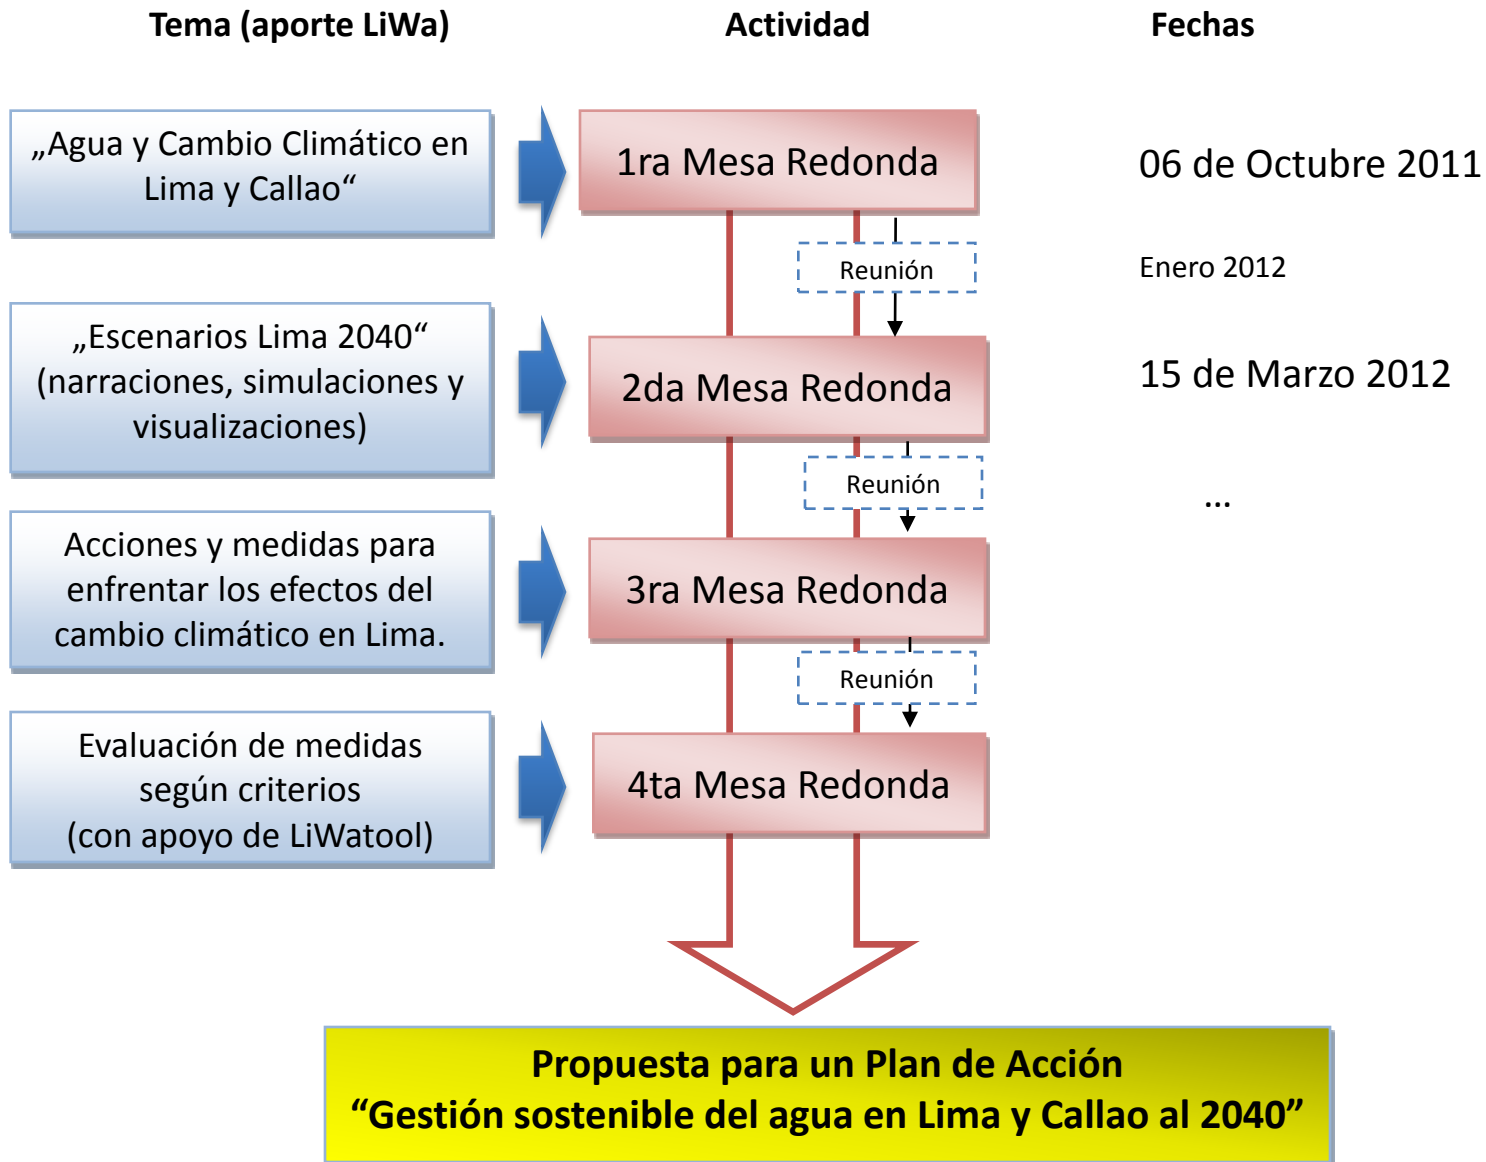 Tema (aporte LiWa)
Actividad
Fechas
„Agua y Cambio Climático en
Lima y Callao“
1ra Mesa Redonda
06 de Octubre 2011
Reunión
Enero 2012
„Escenarios Lima 2040“
(narraciones, simulaciones y
visualizaciones)
2da Mesa Redonda
15 de Marzo 2012
Reunión
...
Acciones y medidas para
enfrentar los efectos del
cambio climático en Lima.
3ra Mesa Redonda
Reunión
Evaluación de medidas
según criterios
(con apoyo de LiWatool)
4ta Mesa Redonda
Propuesta para un Plan de Acción
“Gestión sostenible del agua en Lima y Callao al 2040”